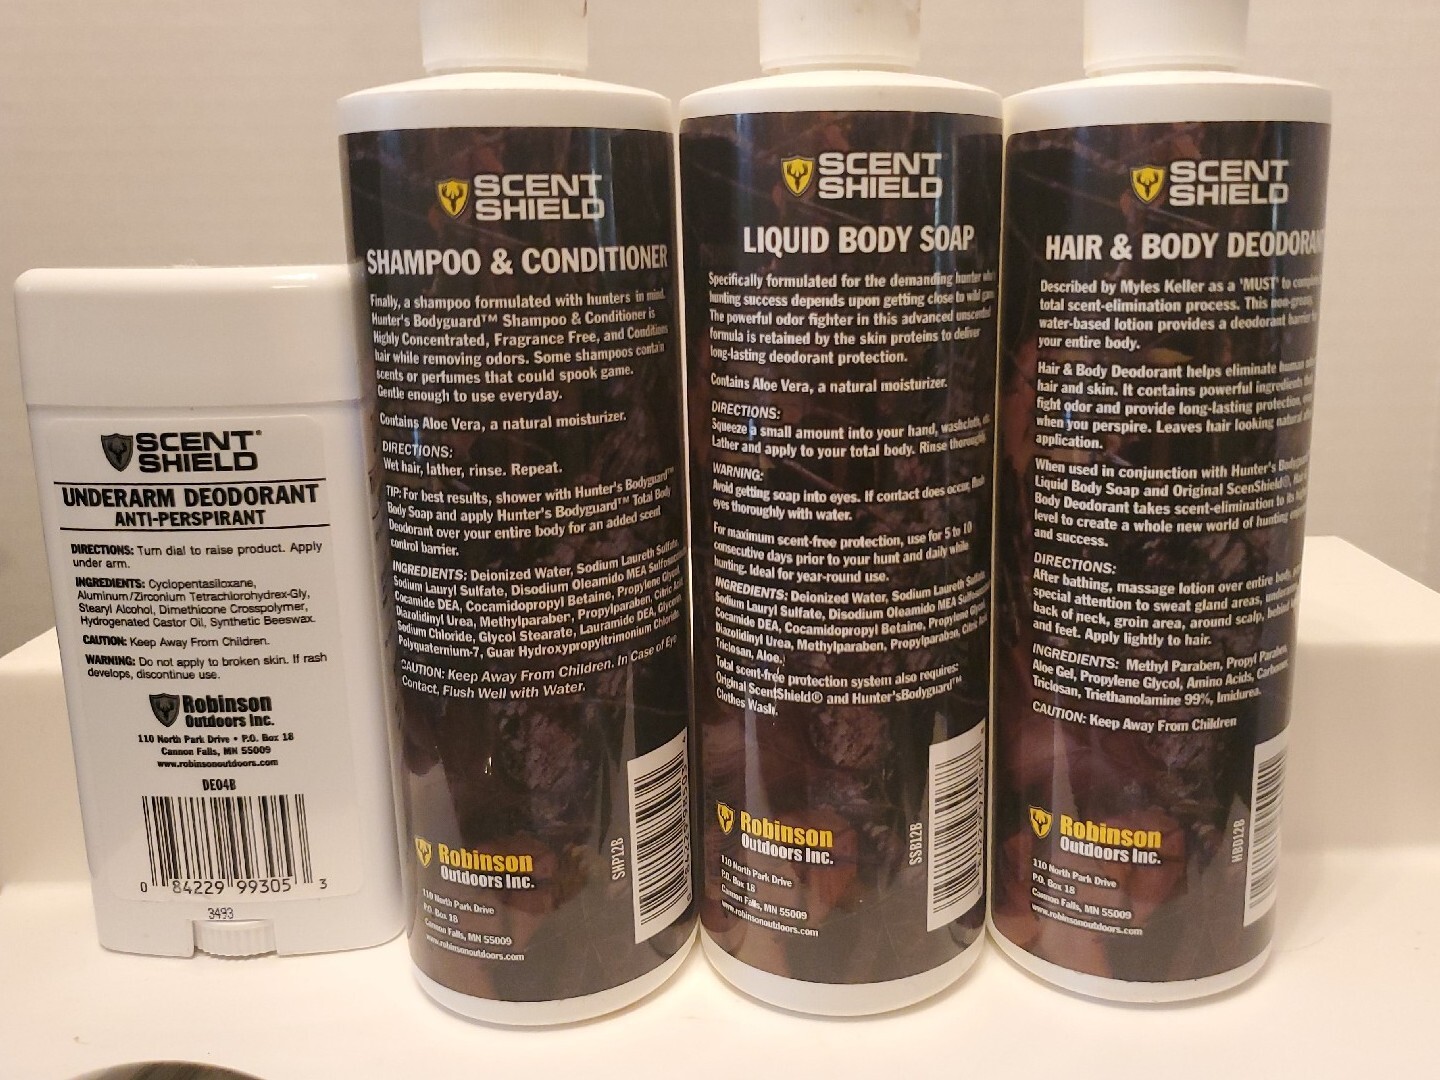 SCENT
SHIELD
UNDERARM DEODORANT
ANTI-PERSPIRANT
DIRECTIONS: Turn dial to raise product. Apply
under arm.
INGREDIENTS: Cyclopentasiloxane,
Aluminum/Zirconium Tetrachlorohydrex-Gly,
Stearyl Alcohol, Dimethicone Crosspolymer,
Hydrogenated Castor Oil, Synthetic Beeswax.
CAUTION: Keep Away From Children.
WARNING: Do not apply to broken skin. If rash
develops, discontinue use.
Robinson
Outdoors Inc.
110 North Park Drive • P.O. Box 18
Cannon Falls, MN 55009
www.robinsonoutdoors.com
DE04B
0 84229 99305 3
3493
SCENT
SHIELD
SHAMPOO & CONDITIONER
Finally, a shampoo formulated with hunters in mind.
Hunter's Bodyguard™ Shampoo & Conditioner is
Highly Concentrated, Fragrance Free, and Conditions
hair while removing odors. Some shampoos contain
scents or perfumes that could spook game.
Gentle enough to use everyday.
Contains Aloe Vera, a natural moisturizer.
DIRECTIONS:
Wet hair, lather, rinse. Repeat.
TIP: For best results, shower with Hunter's Bodyguard™
Body Soap and apply Hunter's Bodyguard™ Total Body
Deodorant over your entire body for an added scent
control barrier.
INGREDIENTS: Deionized Water, Sodium Laureth Sulfate,
Sodium Lauryl Sulfate, Disodium Oleamido MEA
Cocamide DEA, Cocamidopropyl Betaine, Propylene Glycol,
Diazolidinyl Urea, Methylparaben, Propylparaben, Citric
Sodium Chloride, Glycol Stearate, Lauramide DEA,
Polyquaternium-7, Guar Hydroxypropyltrimonium Chloride
CAUTION: Keep Away From Children. In Case of Eye
Contact, Flush Well with Water.
Robinson
Outdoors Inc.
110 North Park Drive
P.O. Box 18
Cannon Falls, MN 55009
www.robinsonoutdoors.com
SHP12B
SCENT
SHIELD
LIQUID BODY SOAP
Specifically formulated for the demanding hunter
hunting success depends upon getting close to wild
The powerful odor fighter in this advanced unscented
formula is retained by the skin proteins to deliver
long-lasting deodorant protection.
Contains Aloe Vera, a natural moisturizer.
DIRECTIONS:
Squeeze a small amount into your hand, washcloth, etc.
Lather and apply to your total body. Rinse thoroughly.
WARNING:
Avoid getting soap into eyes. If contact does occur, flush
eyes thoroughly with water.
For maximum scent-free protection, use for 5 to 10
consecutive days prior to your hunt and daily while
hunting. Ideal for year-round use.
INGREDIENTS: Deionized Water, Sodium Laureth Sulfate,
Sodium Lauryl Sulfate, Disodium Oleamido MEA
Cocamide DEA, Cocamidopropyl Betaine, Propylene Glycol,
Diazolidinyl Urea, Methylparaben, Propylparaben, Citric Acid,
Triclosan, Aloe.
Total scent-free protection system also requires:
Original ScentShield® and Hunter'sBodyguard™
Clothes Wash.
Robinson
Outdoors Inc.
110 North Park Drive
P.O. Box 18
Cannon Falls, MN 55009
www.robinsonoutdoors.com
SSB12B
SCENT
SHIELD
HAIR & BODY DEODORAN
Described by Myles Keller as a 'MUST' to
total scent-elimination process. This non-greasy,
water-based lotion provides a deodorant barrier
your entire body.
Hair & Body Deodorant helps eliminate human
hair and skin. It contains powerful ingredients
fight odor and provide long-lasting protection,
when you perspire. Leaves hair looking natural
application.
When used in conjunction with Hunter's
Liquid Body Soap and Original ScenShield®,
Body Deodorant takes scent-elimination to its
level to create a whole new world of hunting
and success.
DIRECTIONS:
After bathing, massage lotion over entire body,
special attention to sweat gland areas,
back of neck, groin area, around scalp, behind
and feet. Apply lightly to hair.
INGREDIENTS: Methyl Paraben, Propyl Paraben,
Aloe Gel, Propylene Glycol, Amino Acids,
Triclosan, Triethanolamine 99%, Imidurea.
CAUTION: Keep Away From Children
Robinson
Outdoors Inc.
110 North Park Drive
P.O. Box 18
Cannon Falls, MN 55009
www.robinsonoutdoors.com
HBD12B